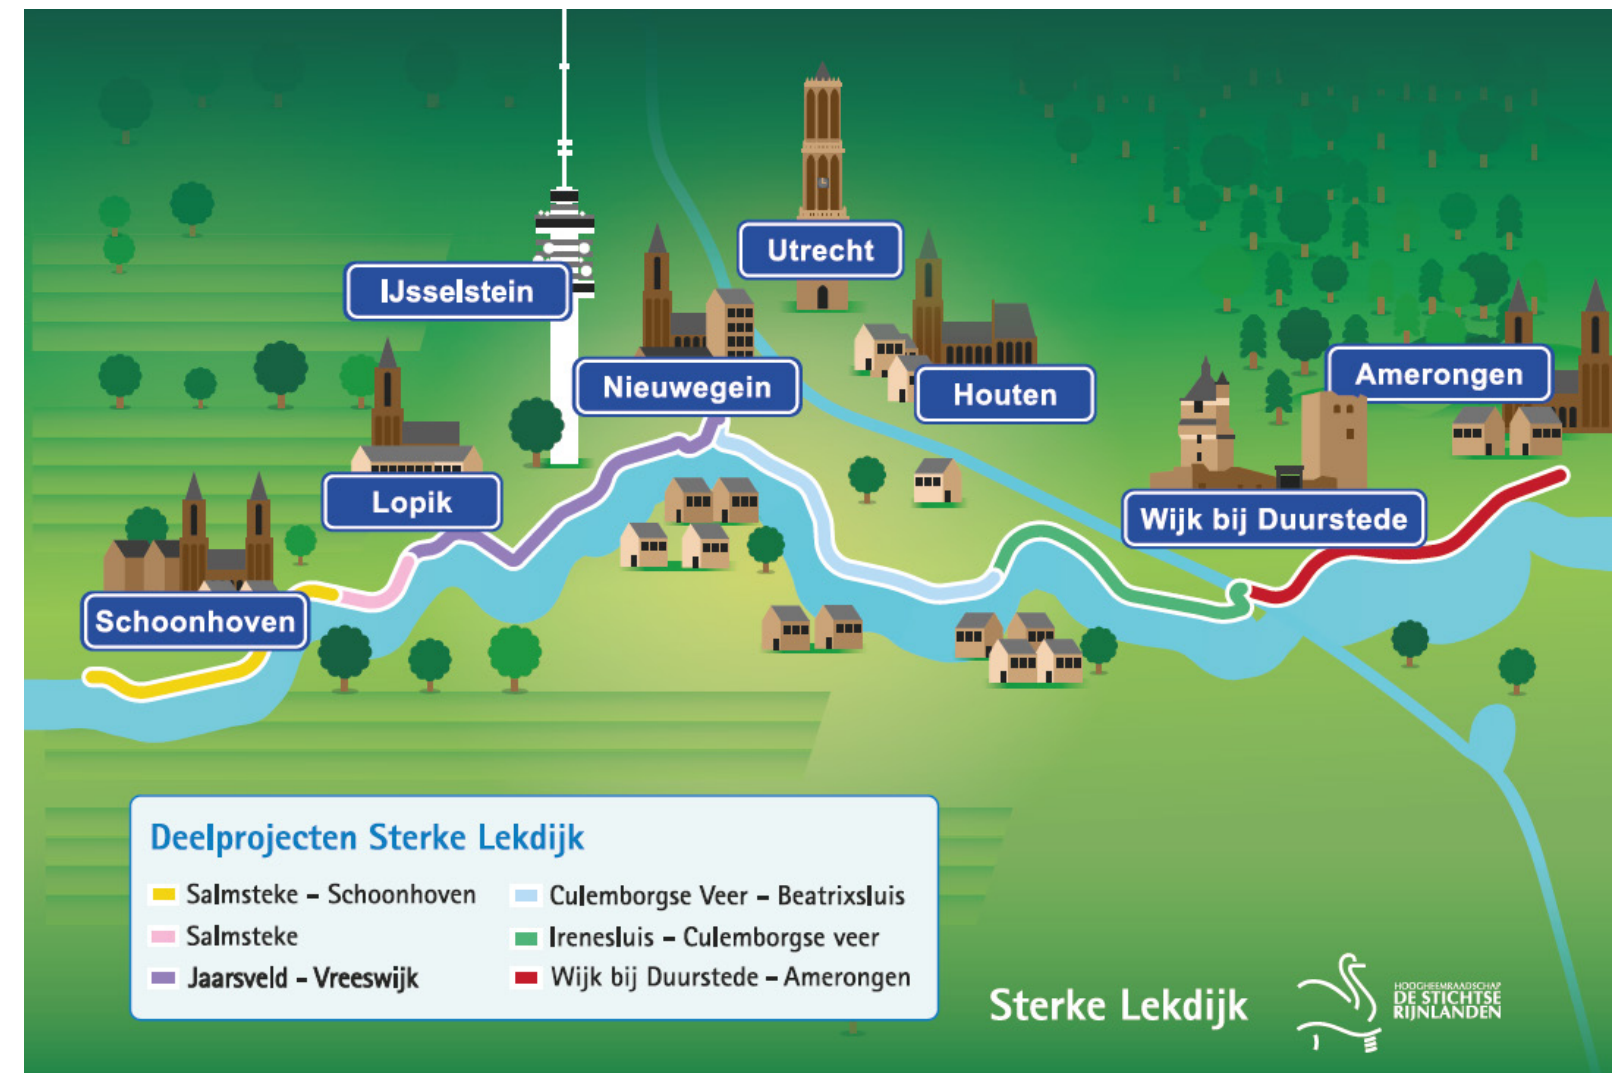 Utrecht
IJsselstein
Nieuwegein
Houten
Amerongen
Lopik
Wijk bij Duurstede
Schoonhoven
Deelprojecten Sterke Lekdijk
Salmsteke – Schoonhoven
Salmsteke
Jaarsveld – Vreeswijk
Culemborgse Veer – Beatrixsluis
Irenesluis – Culemborgse veer
Wijk bij Duurstede – Amerongen
Sterke Lekdijk
HOOGHEEMRAADSCHAP
DE STICHTSE
RIJNLANDEN